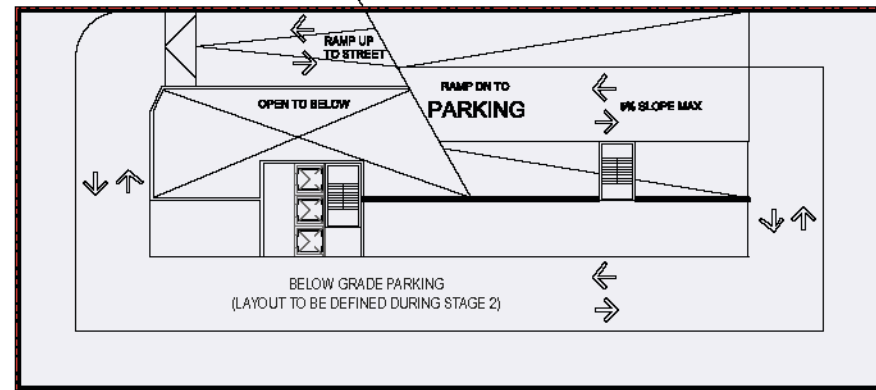 RAMP UP
TO STREET
OPEN TO BELOW
RAMP DN TO
PARKING
5% SLOPE MAX
BELOW GRADE PARKING
(LAYOUT TO BE DEFINED DURING STAGE 2)